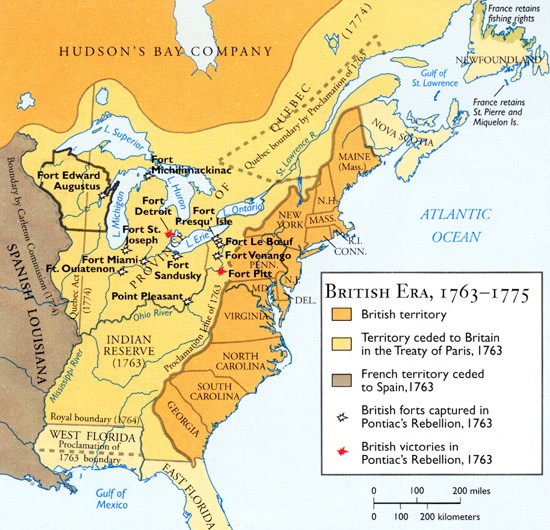 HUDSON'S BAY COMPANY
(1774)
QUEBEC
Quebec boundary by Proclamation of 1763
France retains
fishing rights
NEWFOUNDLAND
Gulf of
St. Lawrence
France retains
St. Pierre and
Miquelon Is.
NOVA SCOTIA
St. Lawrence R.
MAINE
(Mass.)
L. Superior
Fort
Michilimackinac
Fort Edward
Augustus
L. Michigan
L. Huron
Fort
Detroit
Fort
Presqu' Isle
L. Ontario
L. Erie
PROVINCE OF
N.H.
NEW
YORK
MASS.
R.I.
CONN.
Fort St.
Joseph
Fort Le Bœuf
Fort Venango
PENN.
Fort Pitt
N.J.
MD.
DEL.
Fort Miami
Ft. Ouiatenon
Fort
Sandusky
Point Pleasant
Ohio River
Quebec Act
(1774)
Boundary by Carleton Commission (1774)
SPANISH LOUISIANA
Mississippi River
INDIAN
RESERVE
(1763)
Proclamation Line of 1763
VIRGINIA
NORTH
CAROLINA
SOUTH
CAROLINA
GEORGIA
Royal boundary (1764)
WEST FLORIDA
Proclamation of
1763 boundary
EAST FLORIDA
Gulf of
Mexico
ATLANTIC
OCEAN
BRITISH ERA, 1763–1775
British territory
Territory ceded to Britain
in the Treaty of Paris, 1763
French territory ceded
to Spain,1763
British forts captured in
Pontiac's Rebellion, 1763
British victories in
Pontiac's Rebellion, 1763
0 100 200 miles
0 100 200 kilometers